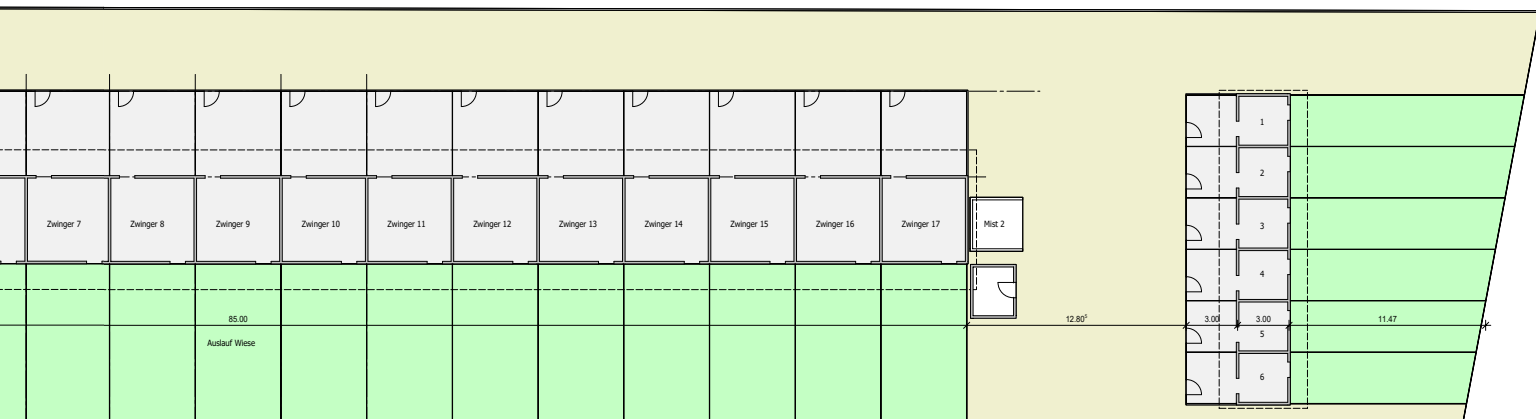 Zwinger 7
Zwinger 8
Zwinger 9
Zwinger 10
Zwinger 11
Zwinger 12
Zwinger 13
Zwinger 14
Zwinger 15
Zwinger 16
Zwinger 17
Mist 2
1
2
3
4
5
6
85.00
12.80⁵
3.00
3.00
11.47
Auslauf Wiese